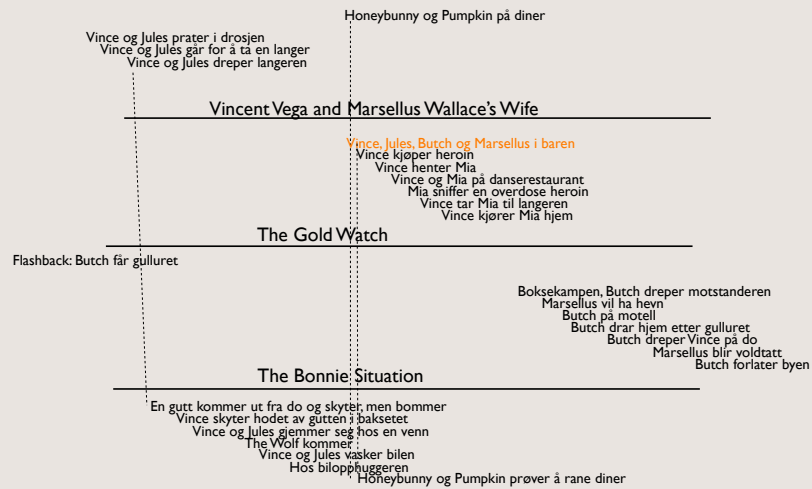 Honeybunny og Pumpkin på diner
Vince og Jules prater i drosjen
Vince og Jules går for å ta en langer
Vince og Jules dreper langeren
Vincent Vega and Marsellus Wallace's Wife
Vince, Jules, Butch og Marsellus i baren
Vince kjøper heroin
Vince henter Mia
Vince og Mia på danserestaurant
Mia sniffer en overdose heroin
Vince tar Mia til langeren
Vince kjører Mia hjem
The Gold Watch
Flashback: Butch får gulluret
Boksekampen, Butch dreper motstanderen
Marsellus vil ha hevn
Butch på motell
Butch drar hjem etter gulluret
Butch dreper Vince på do
Marsellus blir voldtatt
Butch forlater byen
The Bonnie Situation
En gutt kommer ut fra do og skyter, men bommer
Vince skyter hodet av gutten i baksetet
Vince og Jules gjemmer seg hos en venn
The Wolf kommer
Vince og Jules vasker bilen
Hos bilopphuggeren
Honeybunny og Pumpkin prøver å rane diner